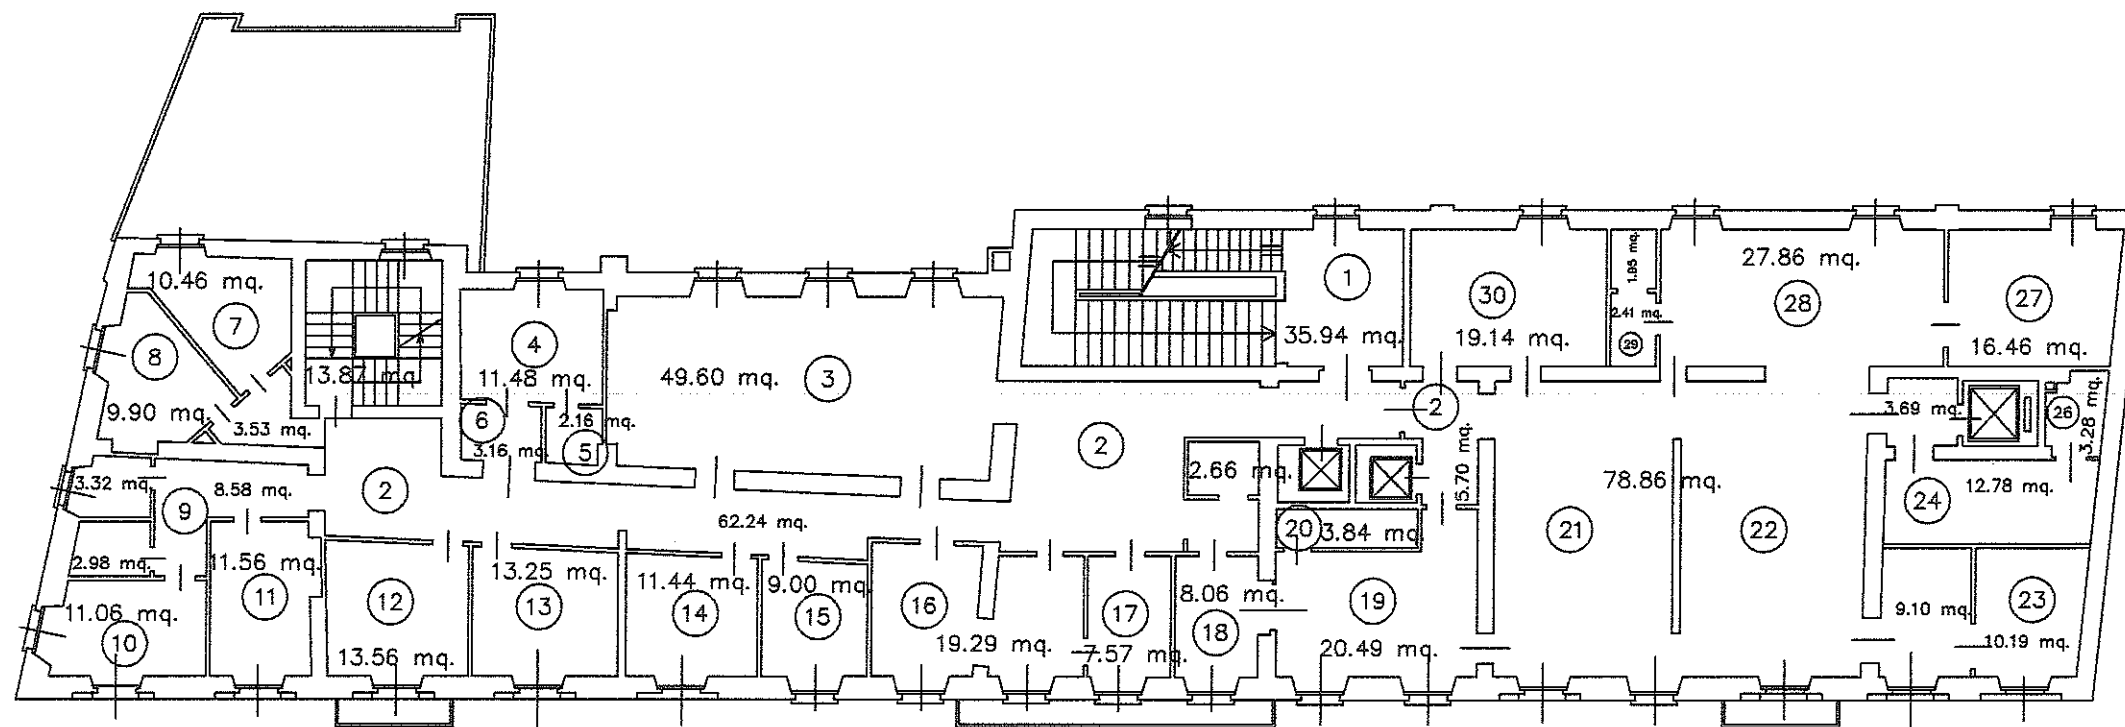 10.46 mq.
7
8
9.90 mq.
3.53 mq.
13.87 mq.
4
11.48 mq.
6
3.16 mq.
2.16 mq.
5
49.60 mq.
3
1
35.94 mq.
30
19.14 mq.
1.85 mq.
2.41 mq.
29
27.86 mq.
28
27
16.46 mq.
3.32 mq.
9
8.58 mq.
2
62.24 mq.
2
2.66 mq.
2
5.70 mq.
20
3.84 mq.
78.86 mq.
21
22
3.69 mq.
26
3.28 mq.
12.78 mq.
24
2.98 mq.
11.06 mq.
10
11.56 mq.
11
12
13.56 mq.
13.25 mq.
13
11.44 mq.
14
9.00 mq.
15
16
19.29 mq.
17
7.57 mq.
8.06 mq.
18
19
20.49 mq.
9.10 mq.
23
10.19 mq.